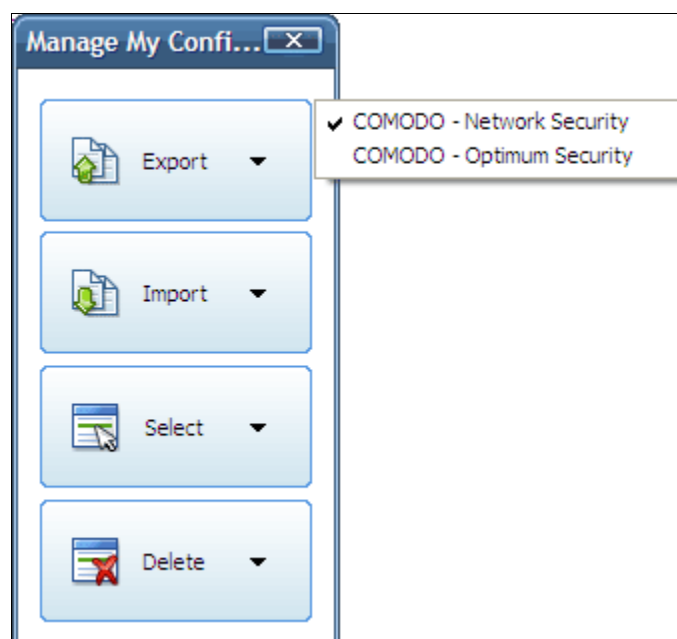 Manage My Confi...
Export
COMODO - Network Security
COMODO - Optimum Security
Import
Select
Delete